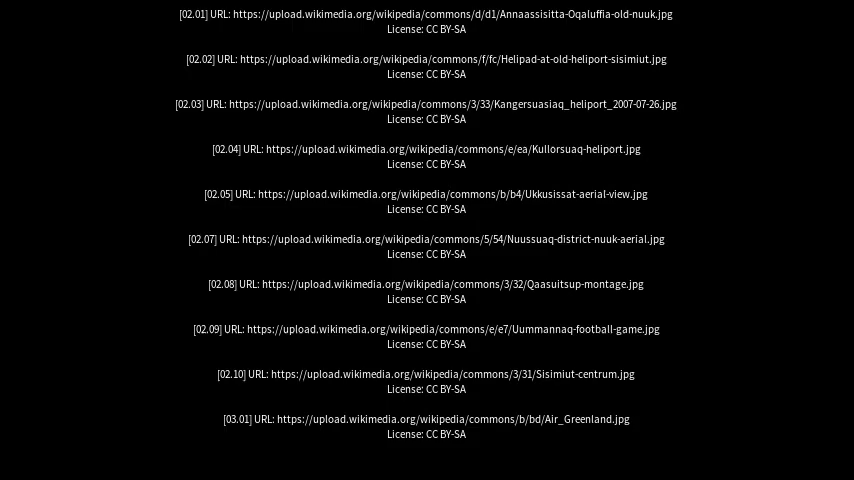 [02.01] URL: https://upload.wikimedia.org/wikipedia/commons/d/d1/Annaassisitta-Oqaluffia-old-nuuk.jpg
License: CC BY-SA
[02.02] URL: https://upload.wikimedia.org/wikipedia/commons/f/fc/Helipad-at-old-heliport-sisimiut.jpg
License: CC BY-SA
[02.03] URL: https://upload.wikimedia.org/wikipedia/commons/3/33/Kangersuasiaq_heliport_2007-07-26.jpg
License: CC BY-SA
[02.04] URL: https://upload.wikimedia.org/wikipedia/commons/e/ea/Kullorsuaq-heliport.jpg
License: CC BY-SA
[02.05] URL: https://upload.wikimedia.org/wikipedia/commons/b/b4/Ukkusissat-aerial-view.jpg
License: CC BY-SA
[02.07] URL: https://upload.wikimedia.org/wikipedia/commons/5/54/Nuussuaq-district-nuuk-aerial.jpg
License: CC BY-SA
[02.08] URL: https://upload.wikimedia.org/wikipedia/commons/3/32/Qaasuitsup-montage.jpg
License: CC BY-SA
[02.09] URL: https://upload.wikimedia.org/wikipedia/commons/e/e7/Uummannaq-football-game.jpg
License: CC BY-SA
[02.10] URL: https://upload.wikimedia.org/wikipedia/commons/3/31/Sisimiut-centrum.jpg
License: CC BY-SA
[03.01] URL: https://upload.wikimedia.org/wikipedia/commons/b/bd/Air_Greenland.jpg
License: CC BY-SA